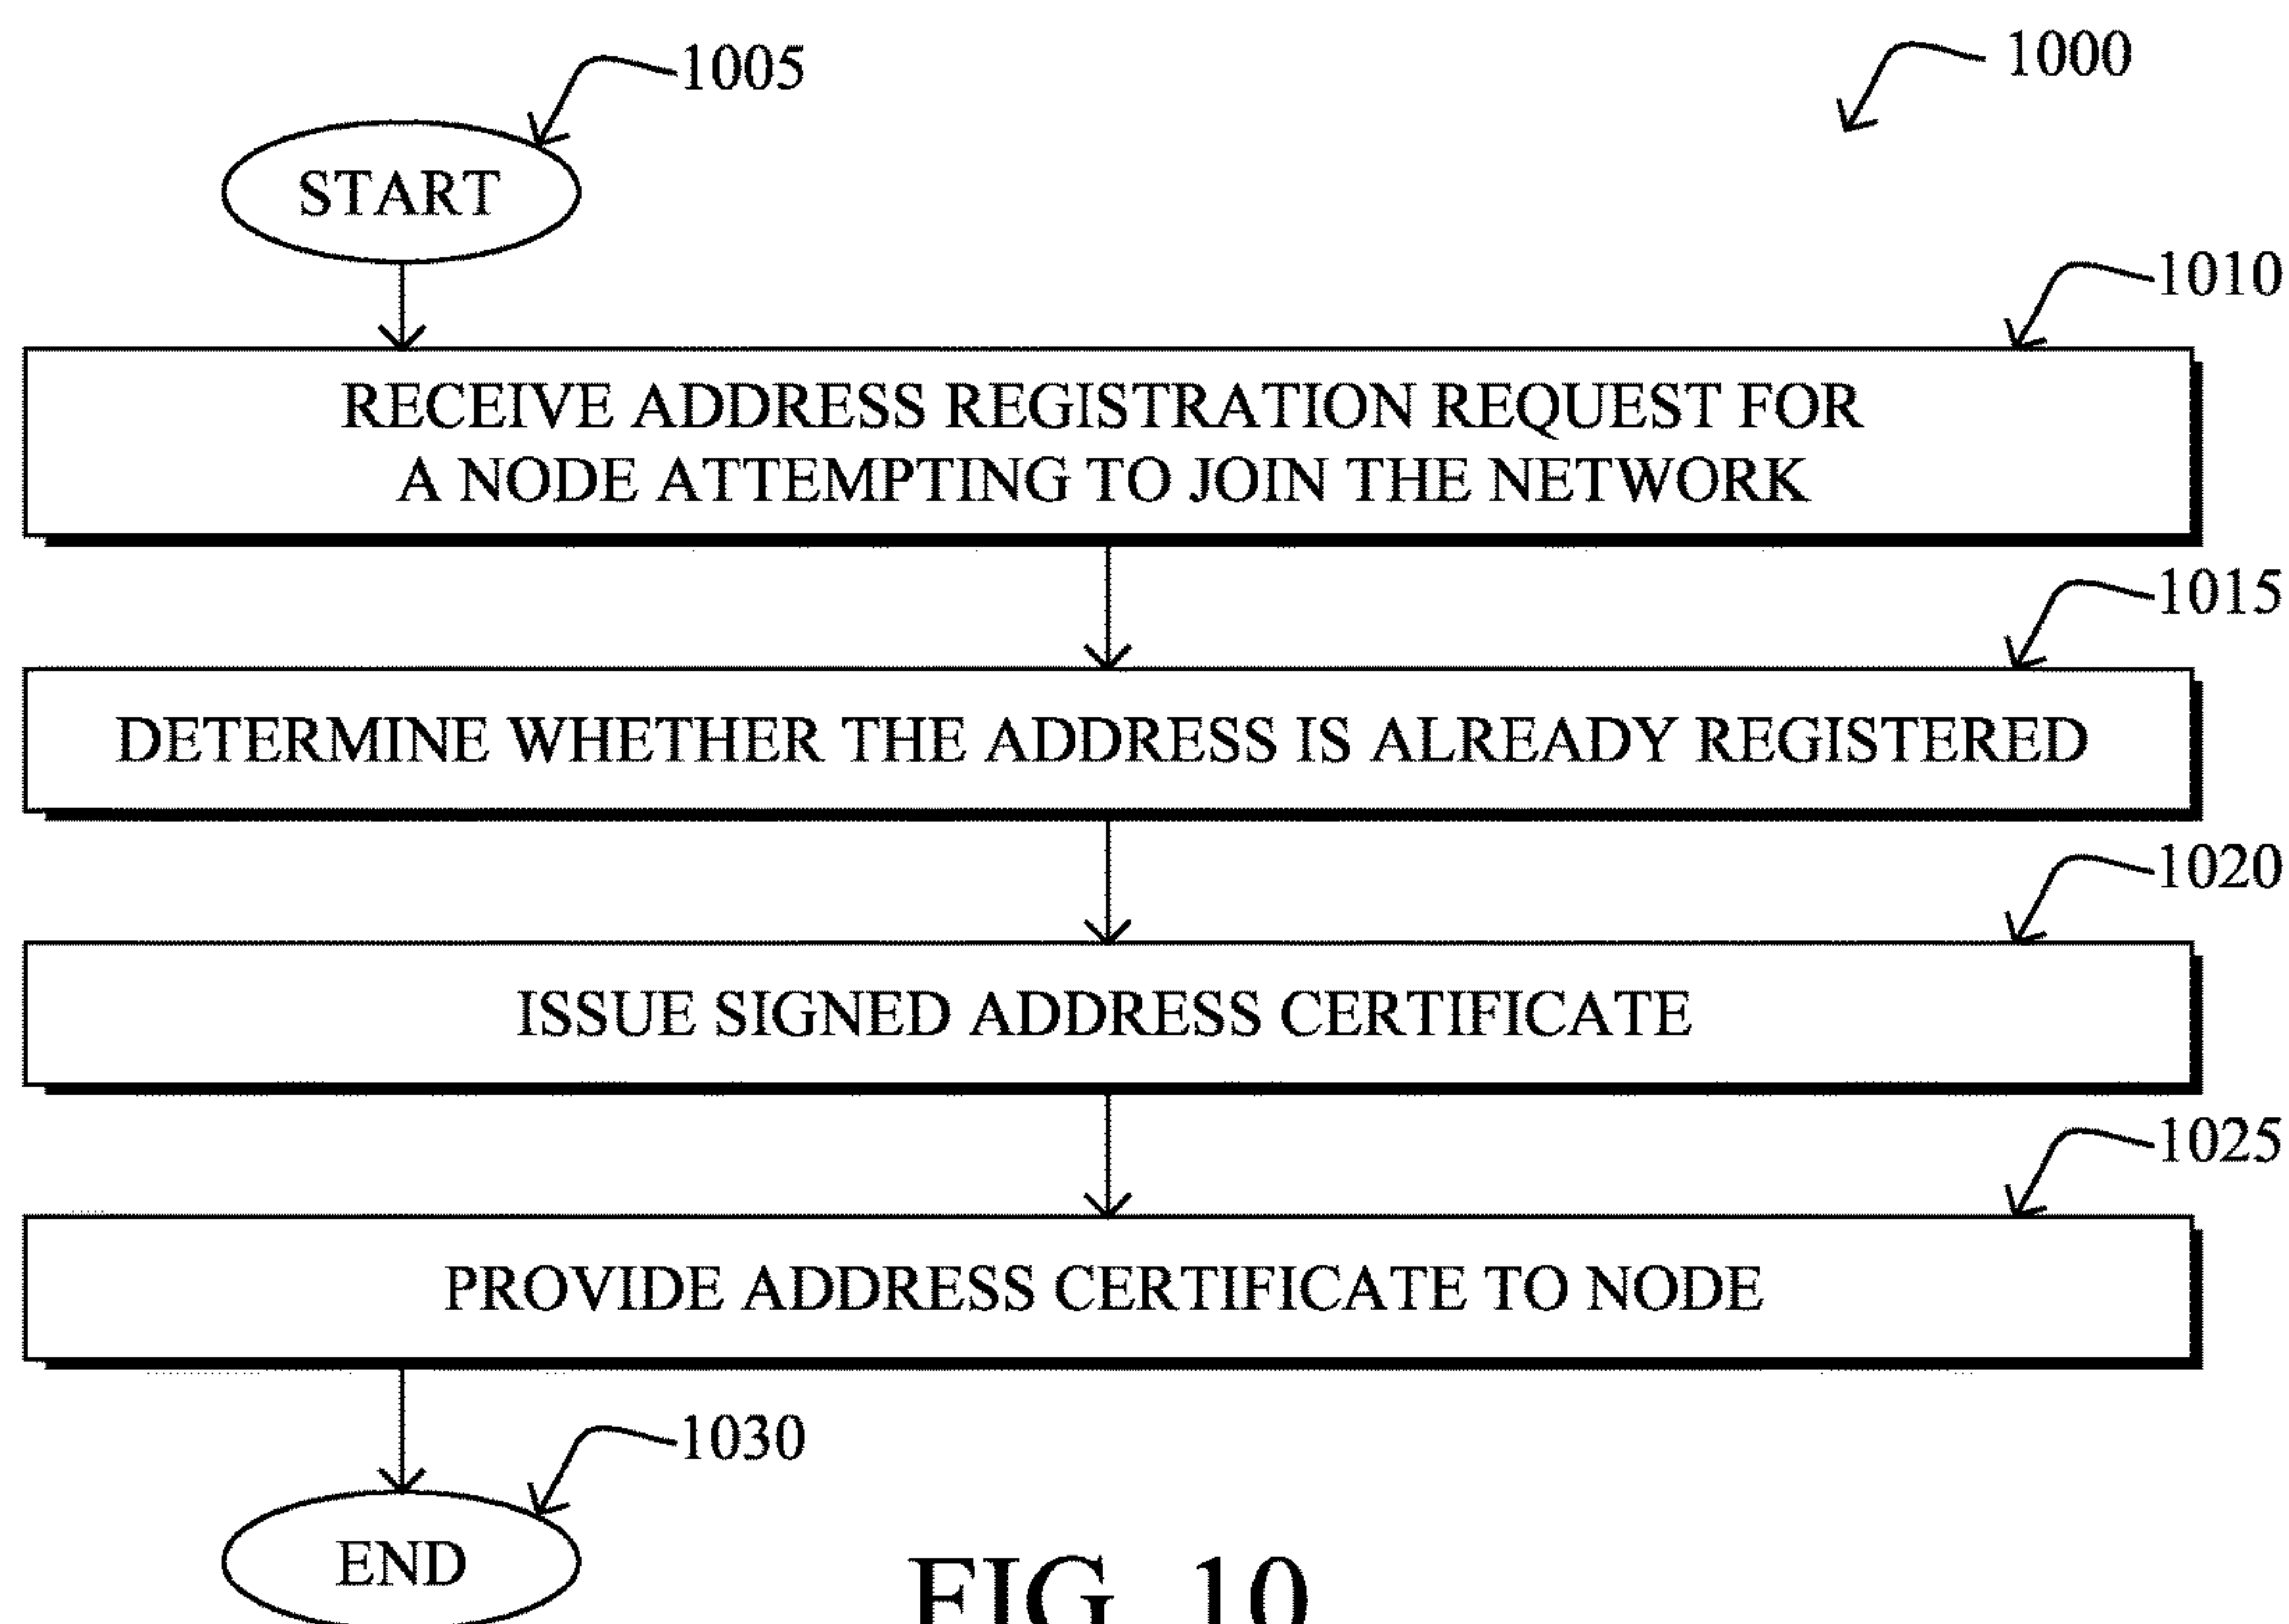 1005
1000
START
1010
RECEIVE ADDRESS REGISTRATION REQUEST FOR
A NODE ATTEMPTING TO JOIN THE NETWORK
1015
DETERMINE WHETHER THE ADDRESS IS ALREADY REGISTERED
1020
ISSUE SIGNED ADDRESS CERTIFICATE
1025
PROVIDE ADDRESS CERTIFICATE TO NODE
1030
END
FIG. 10